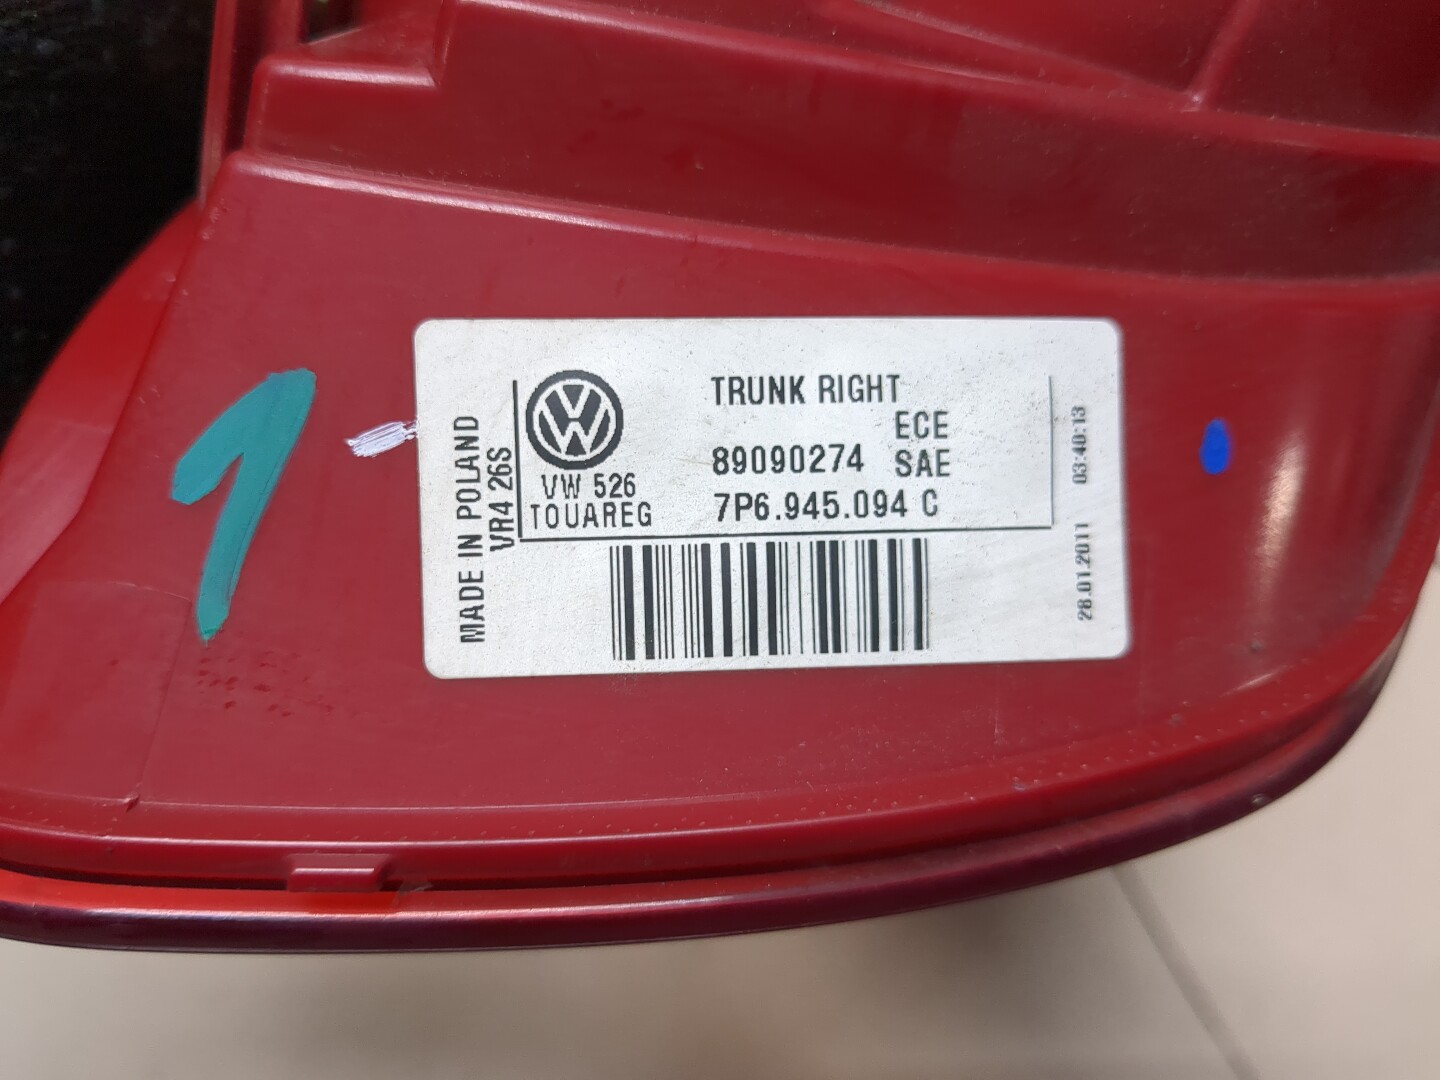 1
MADE IN POLAND
VR4 26S
VW 526
TOUAREG
TRUNK RIGHT
ECE
89090274 SAE
7P6.945.094 C
28.01.2011 03:40:13